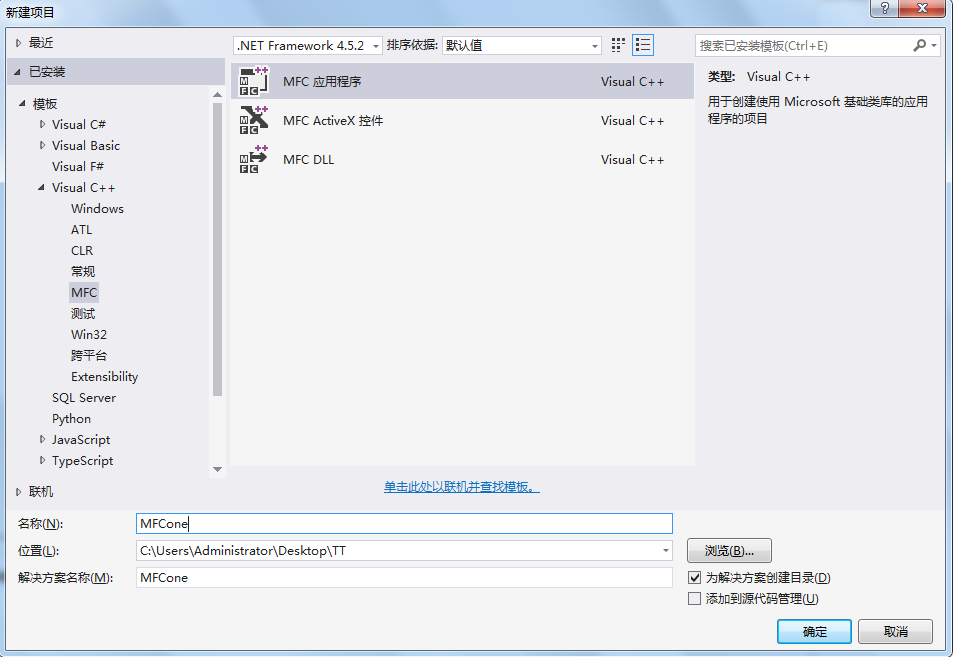 新建项目
?
最近
.NET Framework 4.5.2 排序依据: 默认值
搜索已安装模板(Ctrl+E)
已安装
模板
Visual C#
Visual Basic
Visual F#
Visual C++
Windows
ATL
CLR
常规
MFC
测试
Win32
跨平台
Extensibility
SQL Server
Python
JavaScript
TypeScript
联机
MFC 应用程序 Visual C++
MFC ActiveX 控件 Visual C++
MFC DLL Visual C++
类型: Visual C++
用于创建使用 Microsoft 基础类库的应用
程序的项目
单击此处以联机并查找模板。
名称(N): MFCone
位置(L): C:\Users\Administrator\Desktop\TT 浏览(B)...
解决方案名称(M): MFCone
为解决方案创建目录(D)
添加到源代码管理(U)
确定 取消